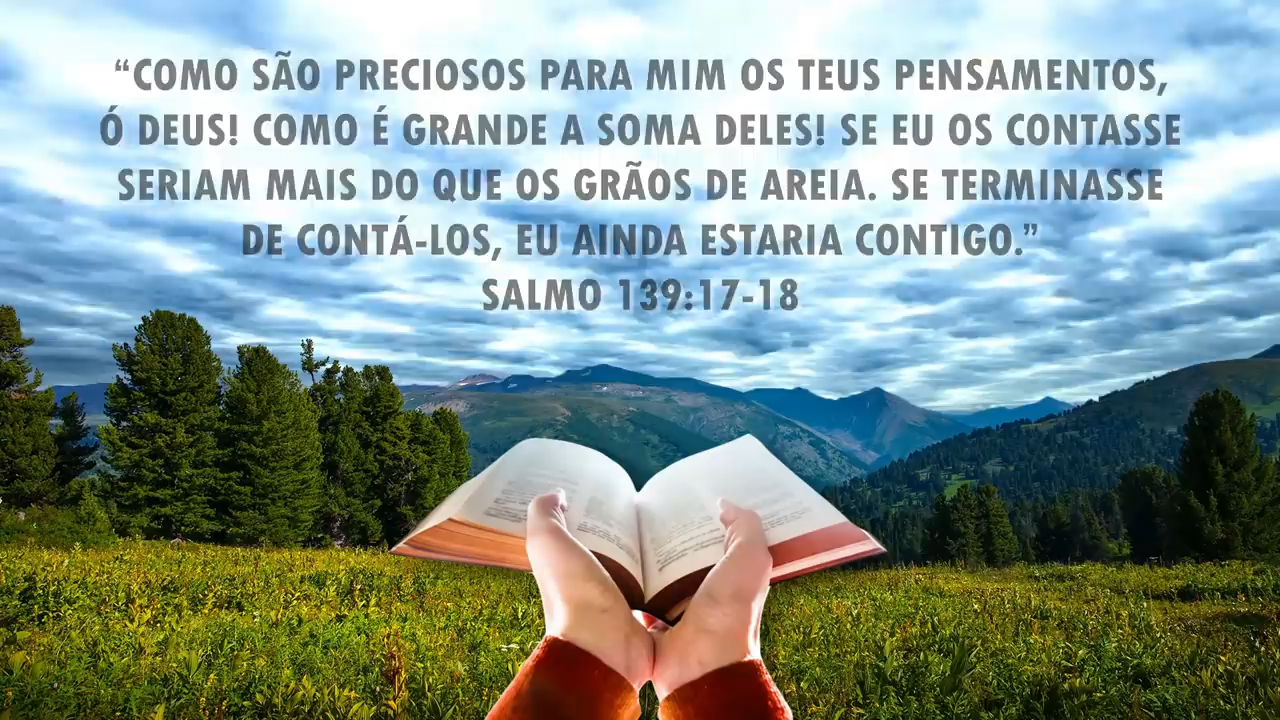 “COMO SÃO PRECIOSOS PARA MIM OS TEUS PENSAMENTOS,
Ó DEUS! COMO É GRANDE A SOMA DELES! SE EU OS CONTASSE
SERIAM MAIS DO QUE OS GRÃOS DE AREIA. SE TERMINASSE
DE CONTÁ-LOS, EU AINDA ESTARIA CONTIGO.”
SALMO 139:17-18